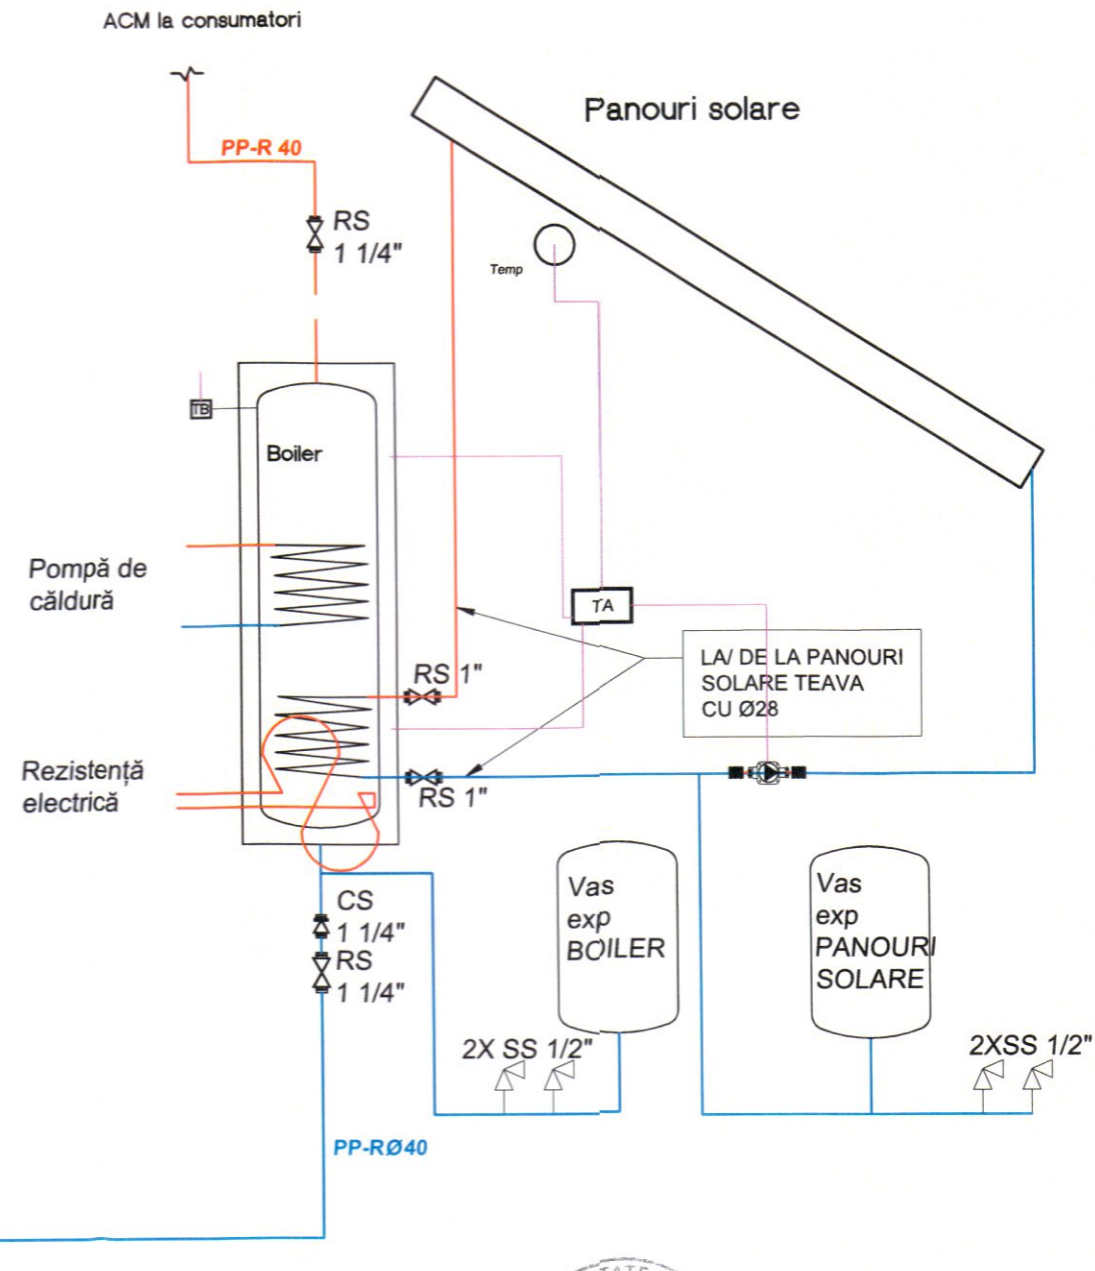 ACM la consumatori
Panouri solare
PP-R 40
RS
1 1/4"
Temp
TB
Boiler
Pompă de
căldură
TA
LA/ DE LA PANOURI
SOLARE TEAVA
CU Ø28
RS 1"
Rezistență
electrică
RS 1"
CS
1 1/4"
RS
1 1/4"
Vas
exp
BOILER
Vas
exp
PANOURI
SOLARE
2X SS 1/2"
2XSS 1/2"
PP-RØ40